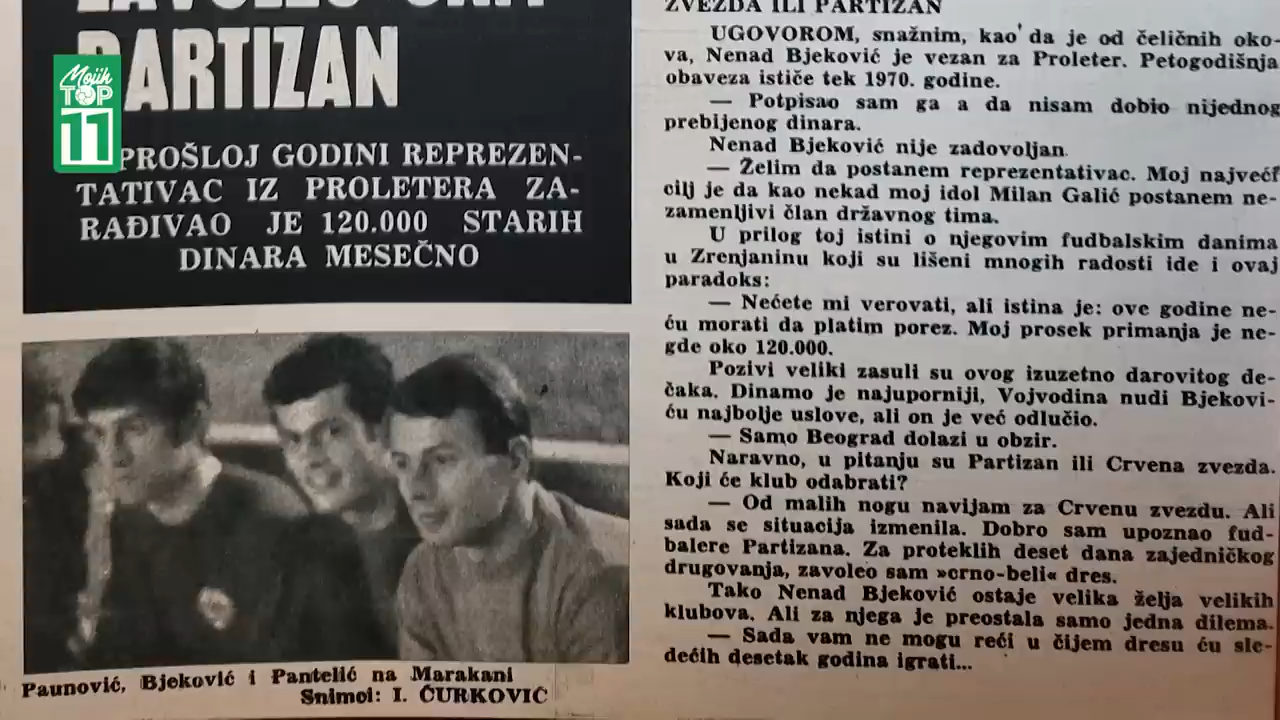 PARTIZAN
Mojih
TOP
11
PROŠLOJ GODINI REPREZEN-
TATIVAC IZ PROLETERA ZA-
RAĐIVAO JE 120.000 STARIH
DINARA MESEČNO
Paunović, Bjeković i Pantelić na Marakani
Snimoi: I. ĆURKOVIĆ
ZVEZDA ILI PARTIZAN
UGOVOROM, snažnim, kao da je od čeličnih oko-
va, Nenad Bjeković je vezan za Proleter. Petogodišnja
obaveza ističe tek 1970. godine.
— Potpisao sam ga a da nisam dobio nijednog
prebijenog dinara.
Nenad Bjeković nije zadovoljan.
— Želim da postanem reprezentativac. Moj najveći
cilj je da kao nekad moj idol Milan Galić postanem ne-
zamenljivi član državnog tima.
U prilog toj istini o njegovim fudbalskim danima
u Zrenjaninu koji su lišeni mnogih radosti ide i ovaj
paradoks:
— Nećete mi verovati, ali istina je: ove godine ne-
ću morati da platim porez. Moj prosek primanja je ne-
gde oko 120.000.
Pozivi veliki zasuli su ovog izuzetno darovitog de-
čaka. Dinamo je najuporniji, Vojvodina nudi Bjekovi-
ću najbolje uslove, ali on je već odlučio.
— Samo Beograd dolazi u obzir.
Naravno, u pitanju su Partizan ili Crvena zvezda.
Koji će klub odabrati?
— Od malih nogu navijam za Crvenu zvezdu. Ali
sada se situacija izmenila. Dobro sam upoznao fud-
balere Partizana. Za proteklih deset dana zajedničkog
drugovanja, zavoleo sam »crno-beli« dres.
Tako Nenad Bjeković ostaje velika želja velikih
klubova. Ali za njega je preostala samo jedna dilema.
— Sada vam ne mogu reći u čijem dresu ću sle-
dećih desetak godina igrati...